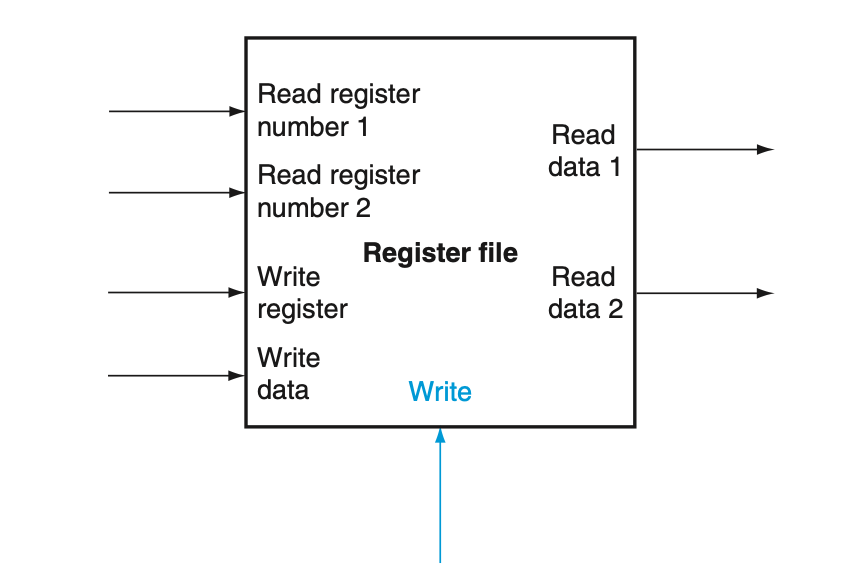 Read register
number 1
Read
data 1
Read register
number 2
Register file
Write
register
Read
data 2
Write
data
Write